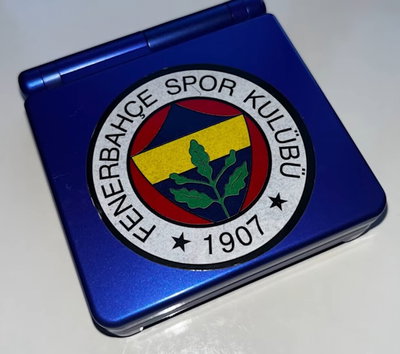 FENERBAHÇE SPOR KULÜBÜ
★ 1907 ★